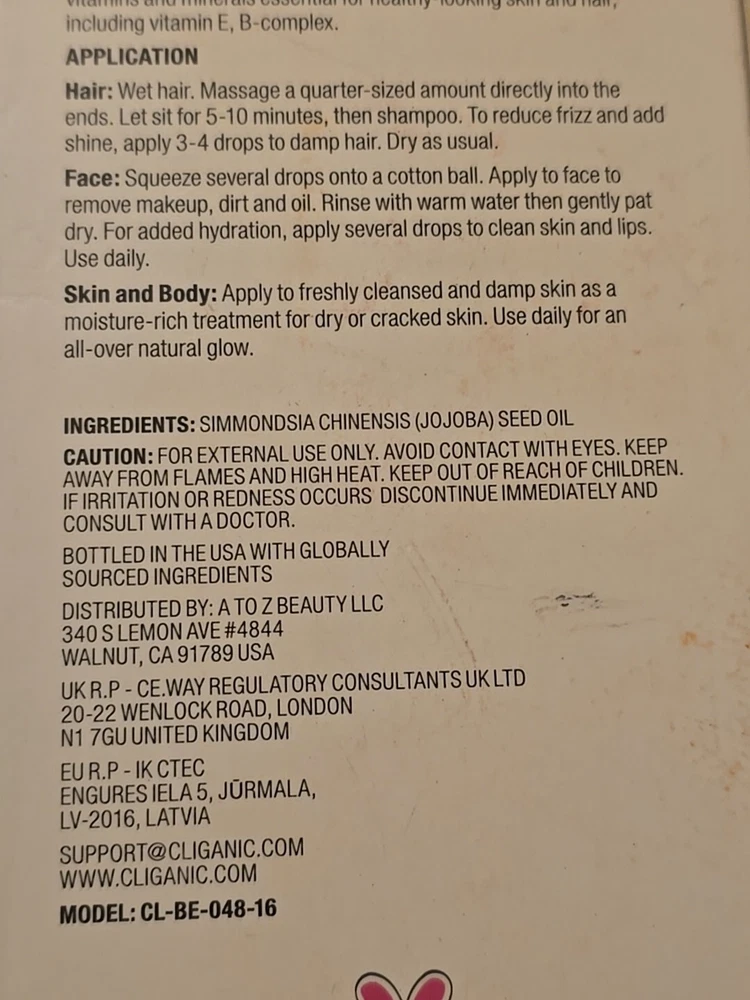 vitamins and minerals essential for healthy-looking skin and hair,
including vitamin E, B-complex.
APPLICATION
Hair: Wet hair. Massage a quarter-sized amount directly into the
ends. Let sit for 5-10 minutes, then shampoo. To reduce frizz and add
shine, apply 3-4 drops to damp hair. Dry as usual.
Face: Squeeze several drops onto a cotton ball. Apply to face to
remove makeup, dirt and oil. Rinse with warm water then gently pat
dry. For added hydration, apply several drops to clean skin and lips.
Use daily.
Skin and Body: Apply to freshly cleansed and damp skin as a
moisture-rich treatment for dry or cracked skin. Use daily for an
all-over natural glow.
INGREDIENTS: SIMMONDSIA CHINENSIS (JOJOBA) SEED OIL
CAUTION: FOR EXTERNAL USE ONLY. AVOID CONTACT WITH EYES. KEEP
AWAY FROM FLAMES AND HIGH HEAT. KEEP OUT OF REACH OF CHILDREN.
IF IRRITATION OR REDNESS OCCURS DISCONTINUE IMMEDIATELY AND
CONSULT WITH A DOCTOR.
BOTTLED IN THE USA WITH GLOBALLY
SOURCED INGREDIENTS
DISTRIBUTED BY: A TO Z BEAUTY LLC
340 S LEMON AVE #4844
WALNUT, CA 91789 USA
UK R.P - CE.WAY REGULATORY CONSULTANTS UK LTD
20-22 WENLOCK ROAD, LONDON
N1 7GU UNITED KINGDOM
EU R.P - IK CTEC
ENGURES IELA 5, JŪRMALA,
LV-2016, LATVIA
SUPPORT@CLIGANIC.COM
WWW.CLIGANIC.COM
MODEL: CL-BE-048-16